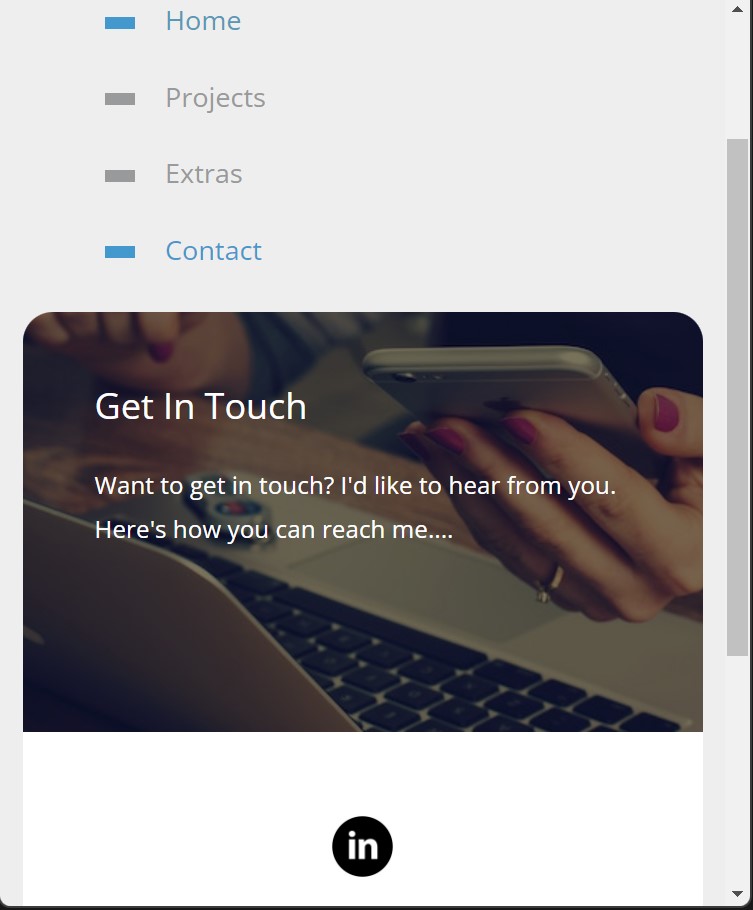 Home
Projects
Extras
Contact
Get In Touch
Want to get in touch? I'd like to hear from you.
Here's how you can reach me....
in